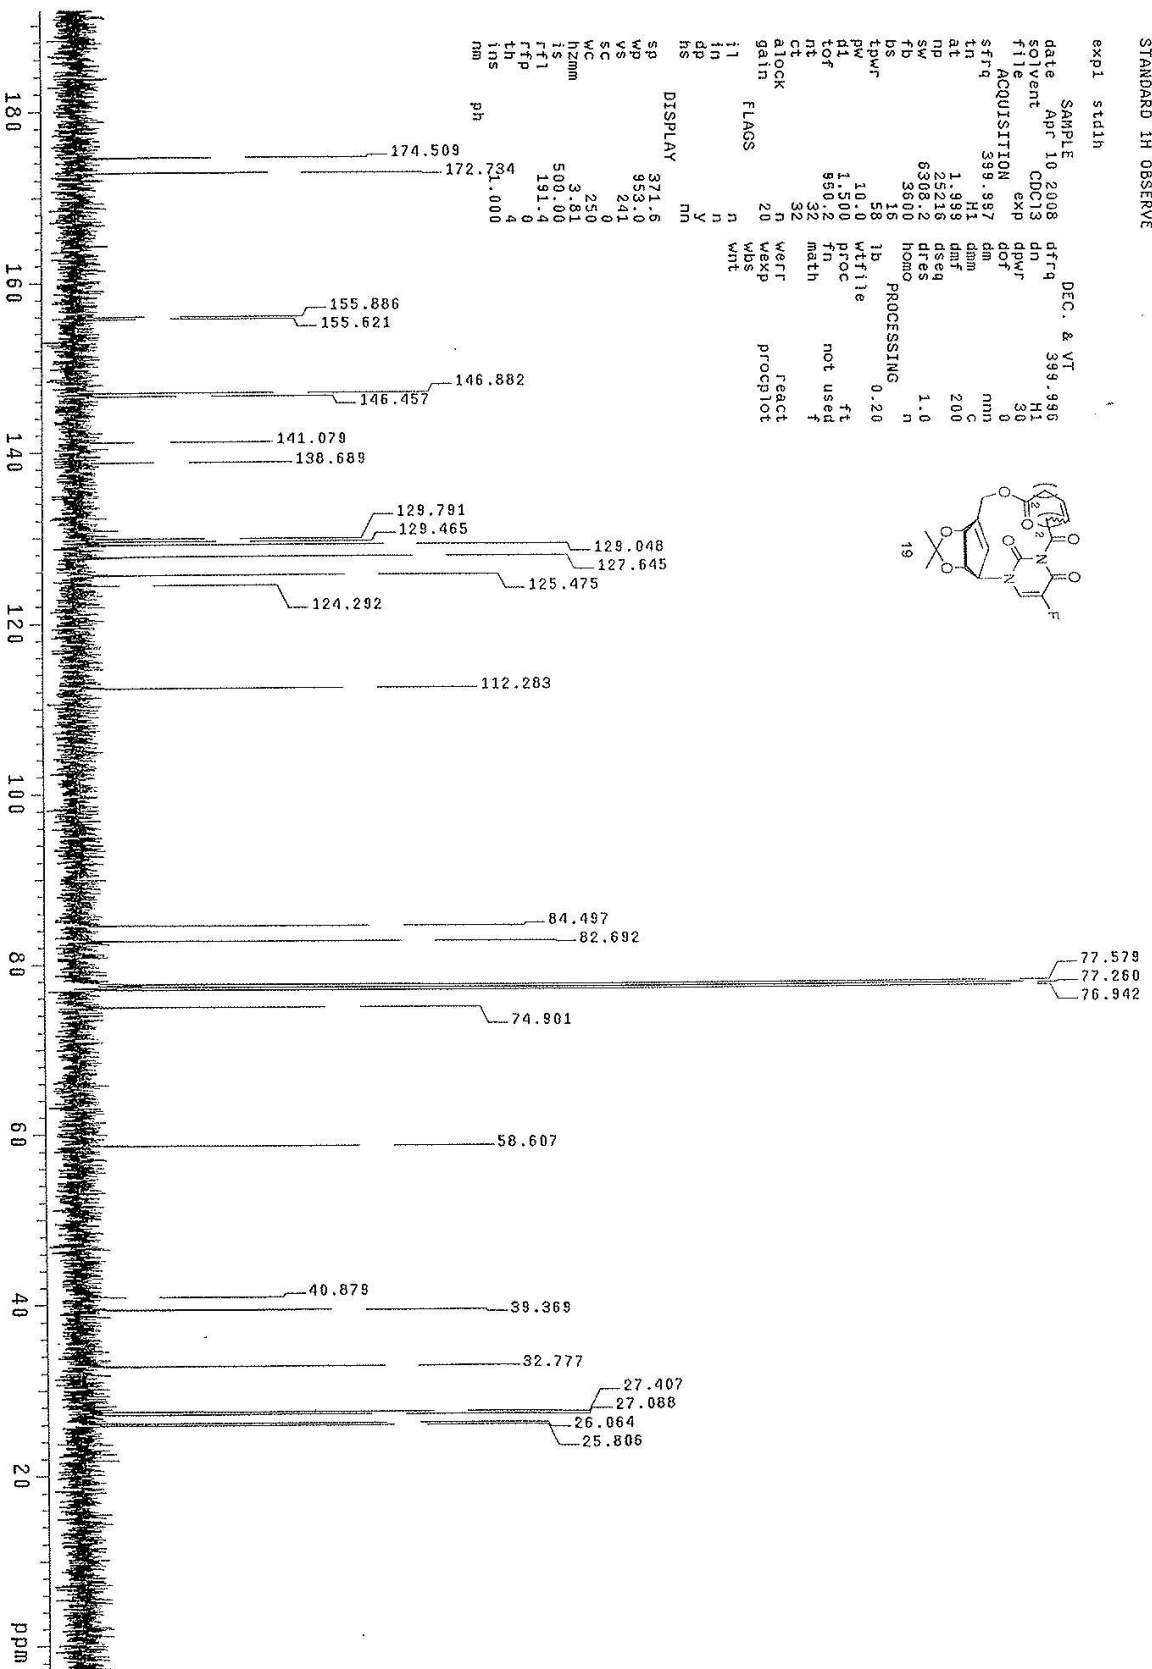 STANDARD 1H OBSERVE
exp1 stdlh
SAMPLE
date Apr 10 2008
solvent CDCl3
file exp
ACQUISITION
sfrq 399.997
tn H1
at 1.999
np 25216
sw 6308.2
fb 3600
bs 16
tpwr 58
pw 10.0
d1 1.500
tof 950.2
nt 32
ct 32
alock n
gain 20
FLAGS
il n
in n
dp y
hs nn
DISPLAY
sp 371.6
wp 953.0
vs 241
sc 0
wc 250
hzmm 3.81
is 500.00
rfl 191.4
rfp 0
th 4
ins 1.000
nm ph
DEC. & VT
dfrq 399.996
dn H1
dpwr 30
dof 0
dm nnn
dmm c
dmf 200
dseq
dres 1.0
homo n
PROCESSING
lb 0.20
wtfile
proc ft
fn not used
math f
werr react
wexp procplot
wbs
wnt
O
O
2
2
O
O
O
N
N
O
O
O
F
19
174.509
172.734
155.886
155.621
146.882
146.457
141.079
138.689
129.791
129.465
129.048
127.645
125.475
124.292
112.283
84.497
82.692
77.579
77.260
76.942
74.901
58.607
40.879
39.369
32.777
27.407
27.088
26.064
25.806
180 160 140 120 100 80 60 40 20 ppm